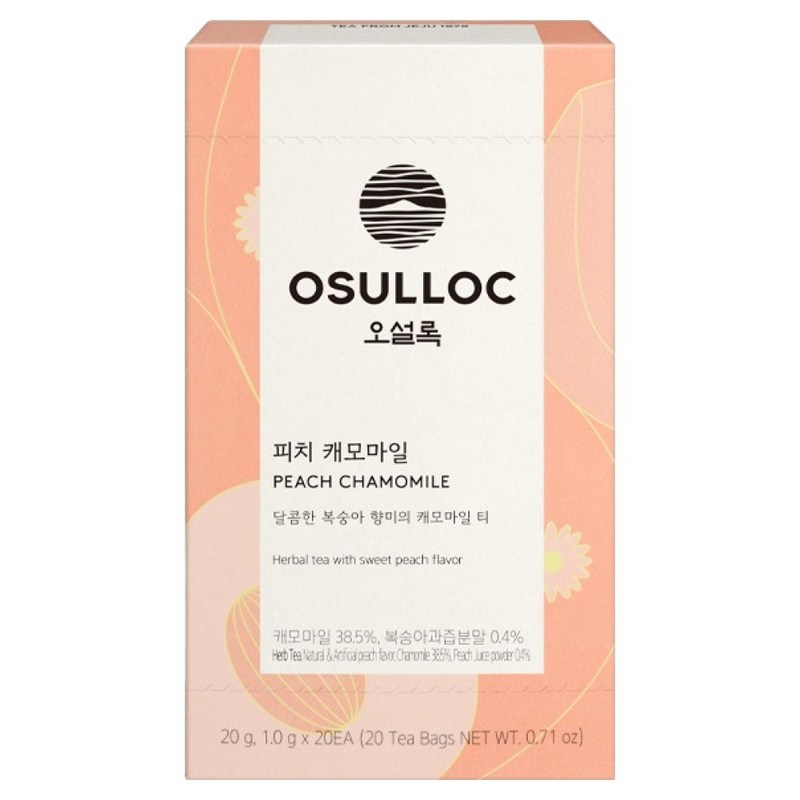 TEA FROM JEJU 1979
OSULLOC
오설록
피치 캐모마일
PEACH CHAMOMILE
달콤한 복숭아 향미의 캐모마일 티
Herbal tea with sweet peach flavor
캐모마일 38.5%, 복숭아과즙분말 0.4%
Herb Tea, Natural & Artificial peach flavor, Chamomile 38.5%, Peach Juice powder 0.4%
20 g, 1.0 g x 20EA (20 Tea Bags NET WT. 0.71 oz)